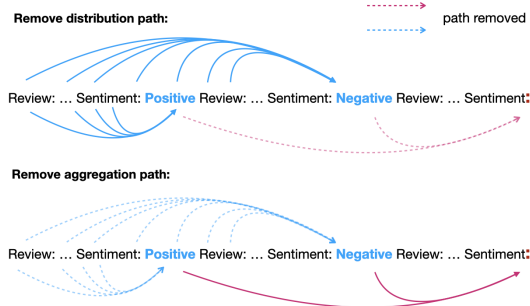 Remove distribution path:
path removed
Review: ... Sentiment: Positive Review: ... Sentiment: Negative Review: ... Sentiment:
Remove aggregation path:
Review: ... Sentiment: Positive Review: ... Sentiment: Negative Review: ... Sentiment: